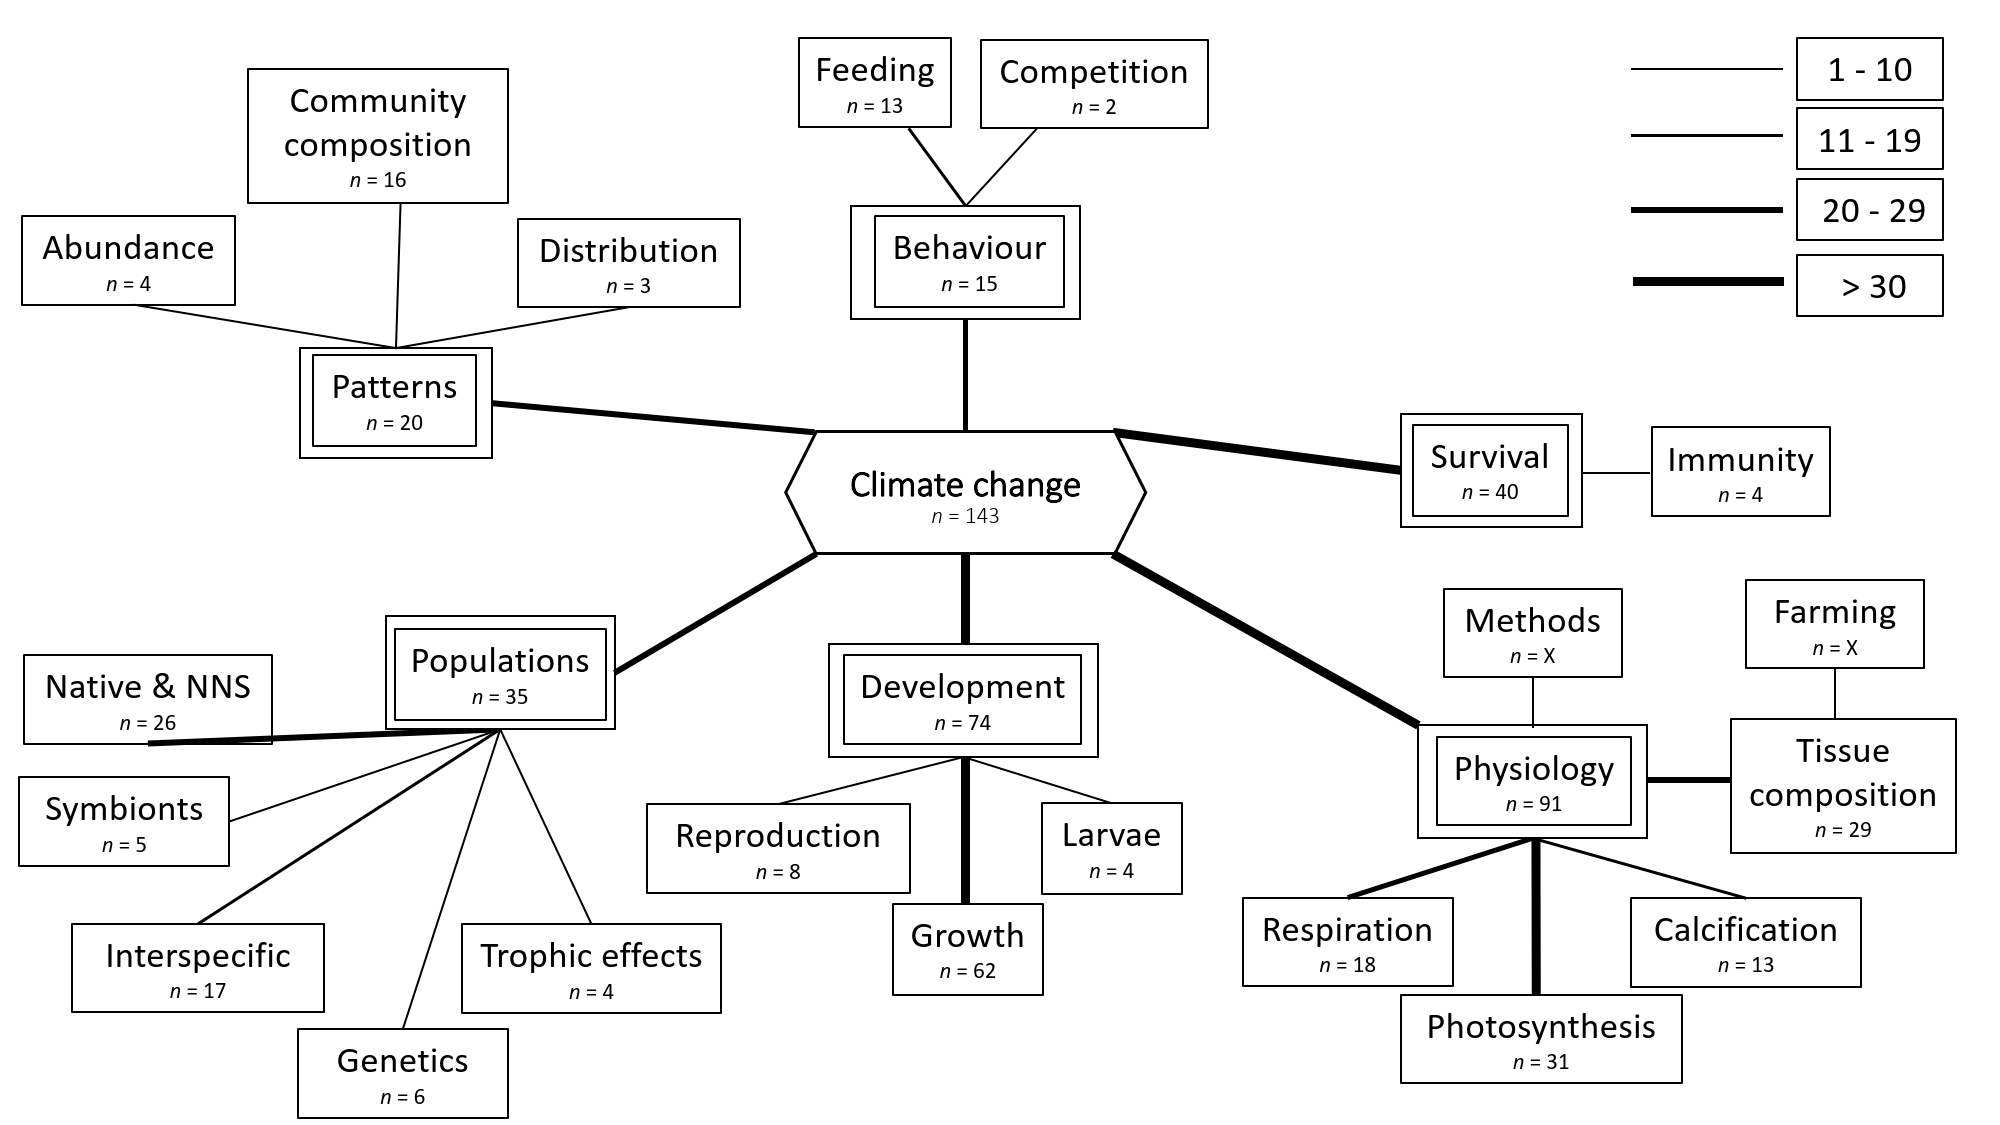 Feeding
n = 13
Competition
n = 2
1 - 10
11 - 19
20 - 29
> 30
Community
composition
n = 16
Abundance
n = 4
Distribution
n = 3
Behaviour
n = 15
Patterns
n = 20
Climate change
n = 143
Survival
n = 40
Immunity
n = 4
Populations
n = 35
Native & NNS
n = 26
Symbionts
n = 5
Interspecific
n = 17
Genetics
n = 6
Trophic effects
n = 4
Development
n = 74
Reproduction
n = 8
Larvae
n = 4
Growth
n = 62
Methods
n = X
Farming
n = X
Physiology
n = 91
Tissue
composition
n = 29
Respiration
n = 18
Calcification
n = 13
Photosynthesis
n = 31